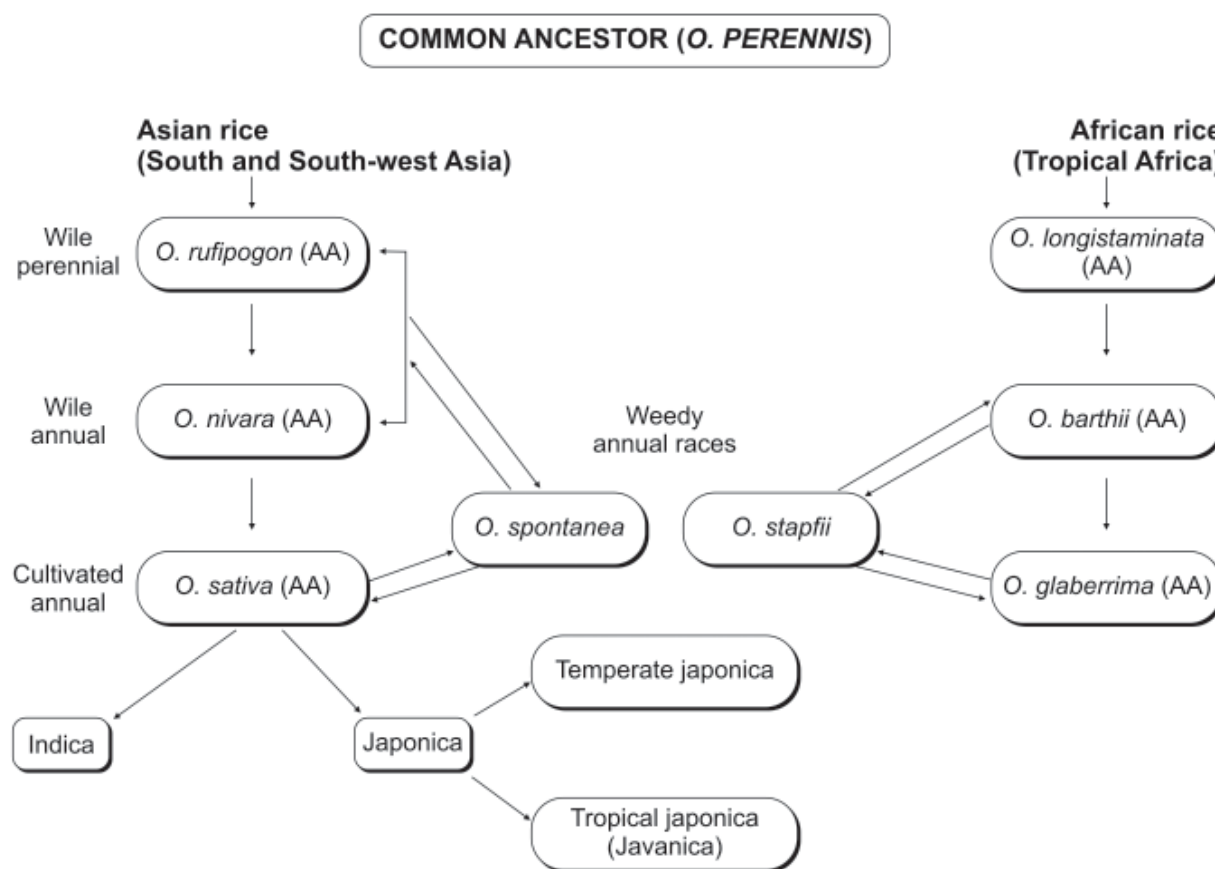 COMMON ANCESTOR (O. PERENNIS)
Asian rice
(South and South-west Asia)
African rice
(Tropical Africa)
Wile
perennial
O. rufipogon (AA)
O. longistaminata
(AA)
Wile
annual
O. nivara (AA)
Weedy
annual races
O. barthii (AA)
O. spontanea
O. stapfii
Cultivated
annual
O. sativa (AA)
O. glaberrima (AA)
Temperate japonica
Indica
Japonica
Tropical japonica
(Javanica)